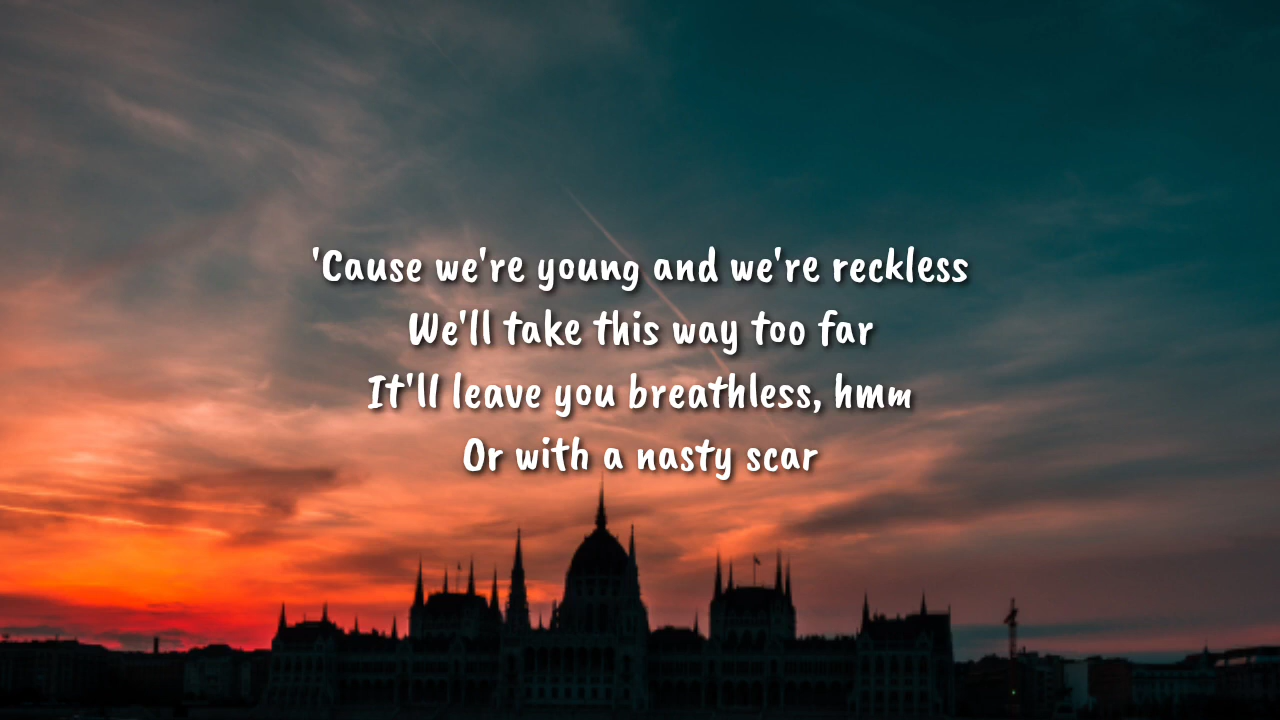 'Cause we're young and we're reckless
We'll take this way too far
It'll leave you breathless, hmm
Or with a nasty scar